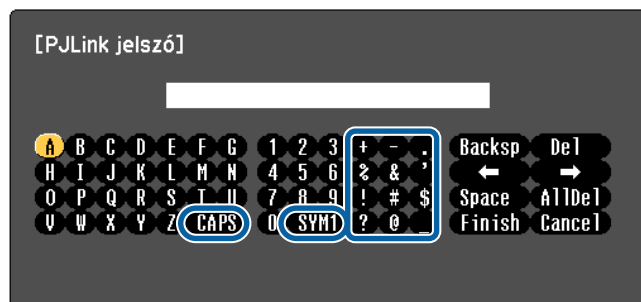 [PJLink jelszó]
A B C D E F G 1 2 3 + - . Backsp Del
H I J K L M N 4 5 6 % & ' ← →
O P Q R S T U 7 8 9 ! # $ Space AllDel
V W X Y Z CAPS 0 SYM1 ? @ _ Finish Cancel